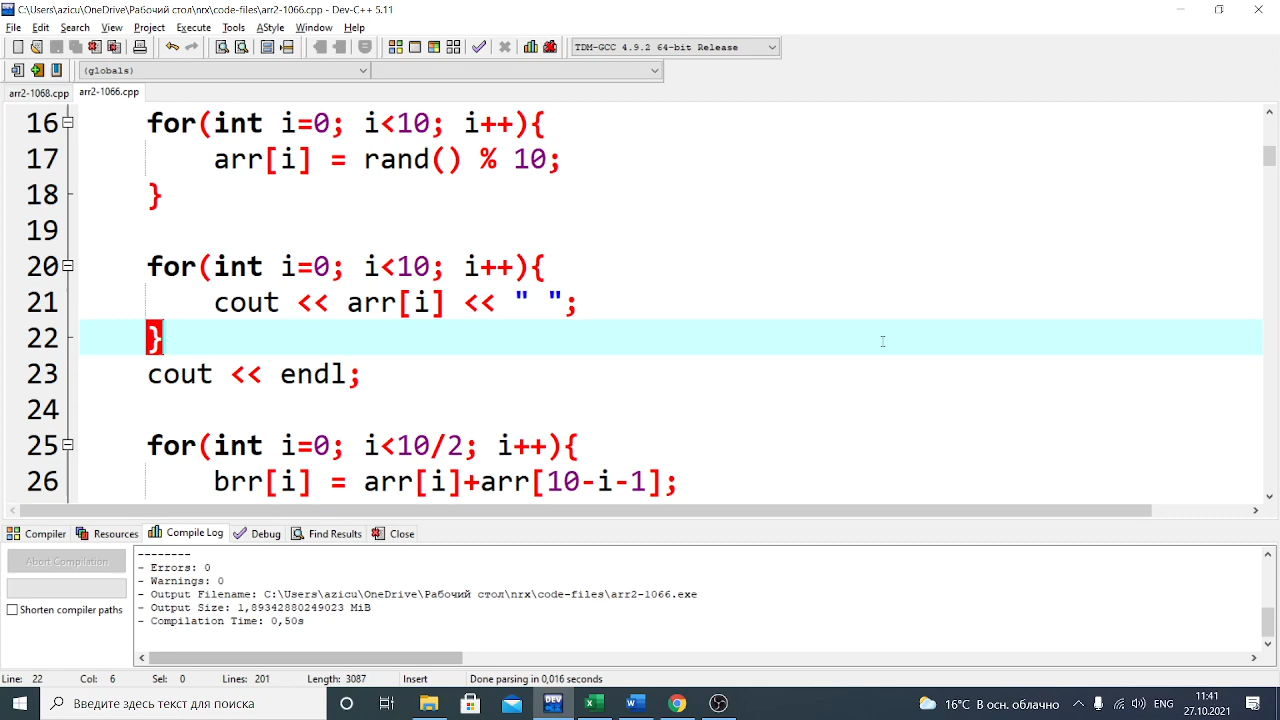 C:\Users\azicu\OneDrive\Рабочий стол\nrx\code-files\arr2-1066.cpp - Dev-C++ 5.11
File Edit Search View Project Execute Tools AStyle Window Help
TDM-GCC 4.9.2 64-bit Release
(globals)
arr2-1068.cpp arr2-1066.cpp
16 for(int i=0; i<10; i++){
17 arr[i] = rand() % 10;
18 }
19
20 for(int i=0; i<10; i++){
21 cout << arr[i] << " ";
22 }
23 cout << endl;
24
25 for(int i=0; i<10/2; i++){
26 brr[i] = arr[i]+arr[10-i-1];
Compiler Resources Compile Log Debug Find Results Close
Abort Compilation
Shorten compiler paths
--------
- Errors: 0
- Warnings: 0
- Output Filename: C:\Users\azicu\OneDrive\Рабочий стол\nrx\code-files\arr2-1066.exe
- Output Size: 1,89342880249023 MiB
- Compilation Time: 0,50s
Line: 22 Col: 6 Sel: 0 Lines: 201 Length: 3087 Insert Done parsing in 0,016 seconds
Введите здесь текст для поиска
DEV
16°C В осн. облачно
ENG
11:41
27.10.2021